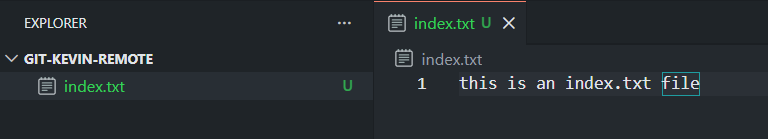 EXPLORER ...
GIT-KEVIN-REMOTE
index.txt U
index.txt U
index.txt
1 this is an index.txt file